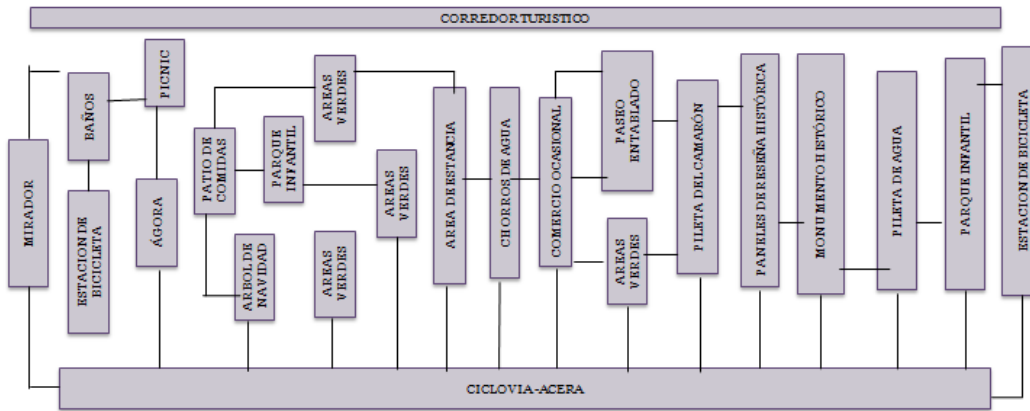 CORREDOR TURISTICO
MIRADOR
BAÑOS
ESTACION DE
BICICLETA
PICNIC
ÁGORA
PATIO DE
COMIDAS
ARBOL DE
NAVIDAD
PARQUE
INFANTIL
AREAS
VERDES
AREAS
VERDES
AREAS
VERDES
AREA DE ESTANCIA
CHORROS DE AGUA
COMERCIO OCASIONAL
PASEO
ENTABLADO
AREAS
VERDES
PILETA DEL CAMARÓN
PANELES DE RESEÑA HISTÓRICA
MONUMENTO HISTÓRICO
PILETA DE AGUA
PARQUE INFANTIL
ESTACION DE BICICLETA
CICLOVIA-ACERA